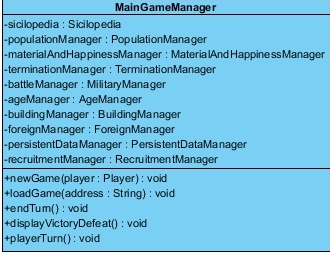 MainGameManager
-sicilopedia : Sicilopedia
-populationManager : PopulationManager
-materialAndHappinessManager : MaterialAndHappinessManager
-terminationManager : TerminationManager
-battleManager : MilitaryManager
-ageManager : AgeManager
-buildingManager : BuildingManager
-foreignManager : ForeignManager
-persistentDataManager : PersistentDataManager
-recruitmentManager : RecruitmentManager
+newGame(player : Player) : void
+loadGame(address : String) : void
+endTurn() : void
+displayVictoryDefeat() : void
+playerTurn() : void